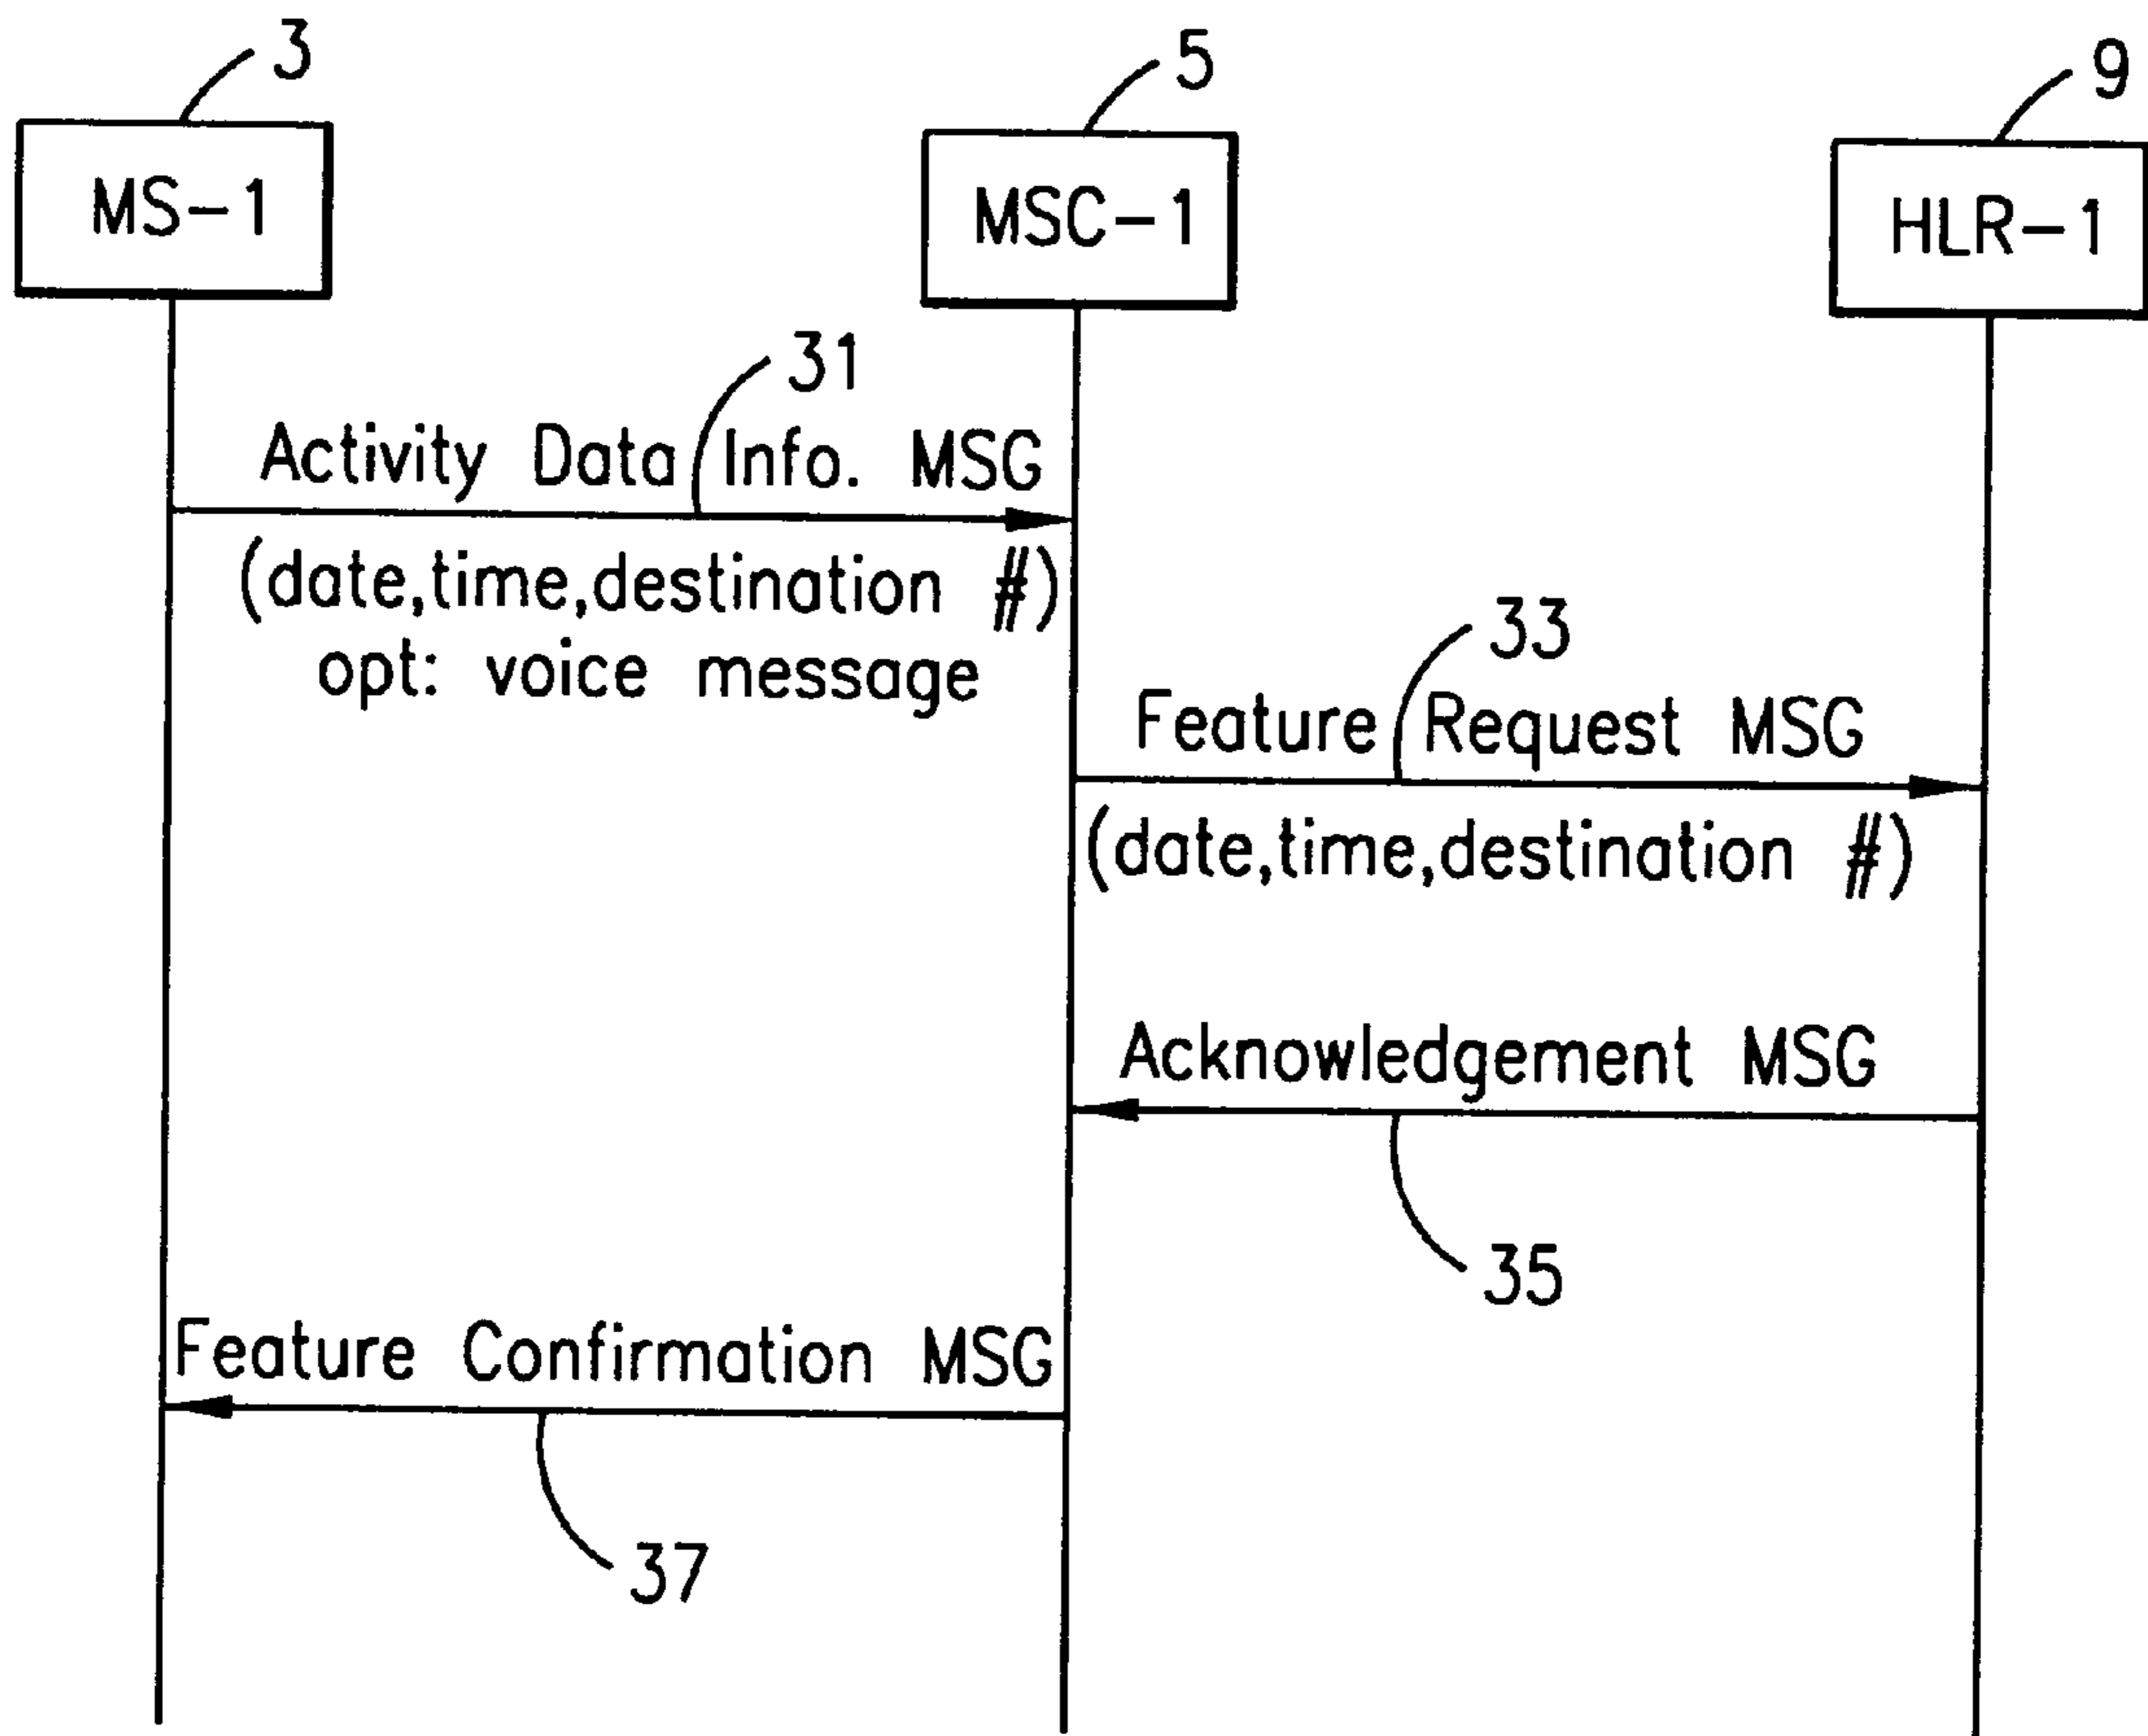 3
5
9
MS-1
MSC-1
HLR-1
31
Activity Data Info. MSG
(date,time,destination #)
opt: voice message
33
Feature Request MSG
(date,time,destination #)
Acknowledgement MSG
35
Feature Confirmation MSG
37